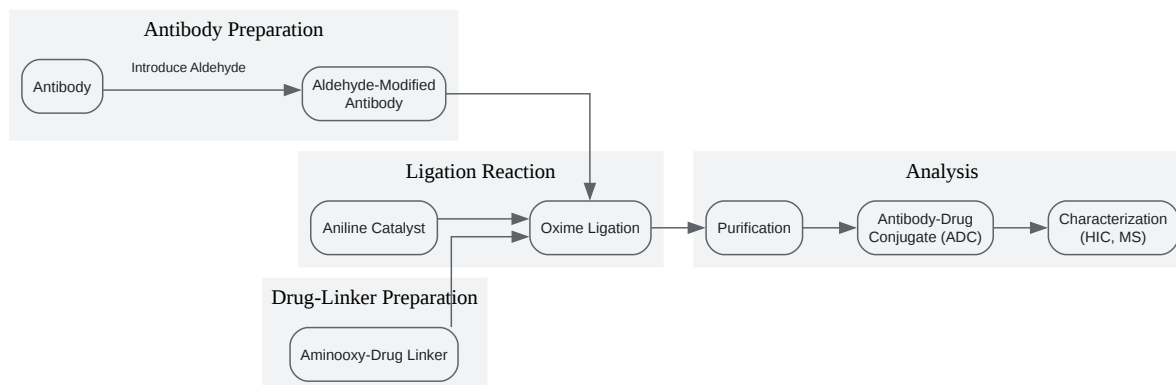 Antibody Preparation
Antibody
Introduce Aldehyde
Aldehyde-Modified
Antibody
Ligation Reaction
Aniline Catalyst
Oxime Ligation
Analysis
Purification
Antibody-Drug
Conjugate (ADC)
Characterization
(HIC, MS)
Drug-Linker Preparation
Aminooxy-Drug Linker